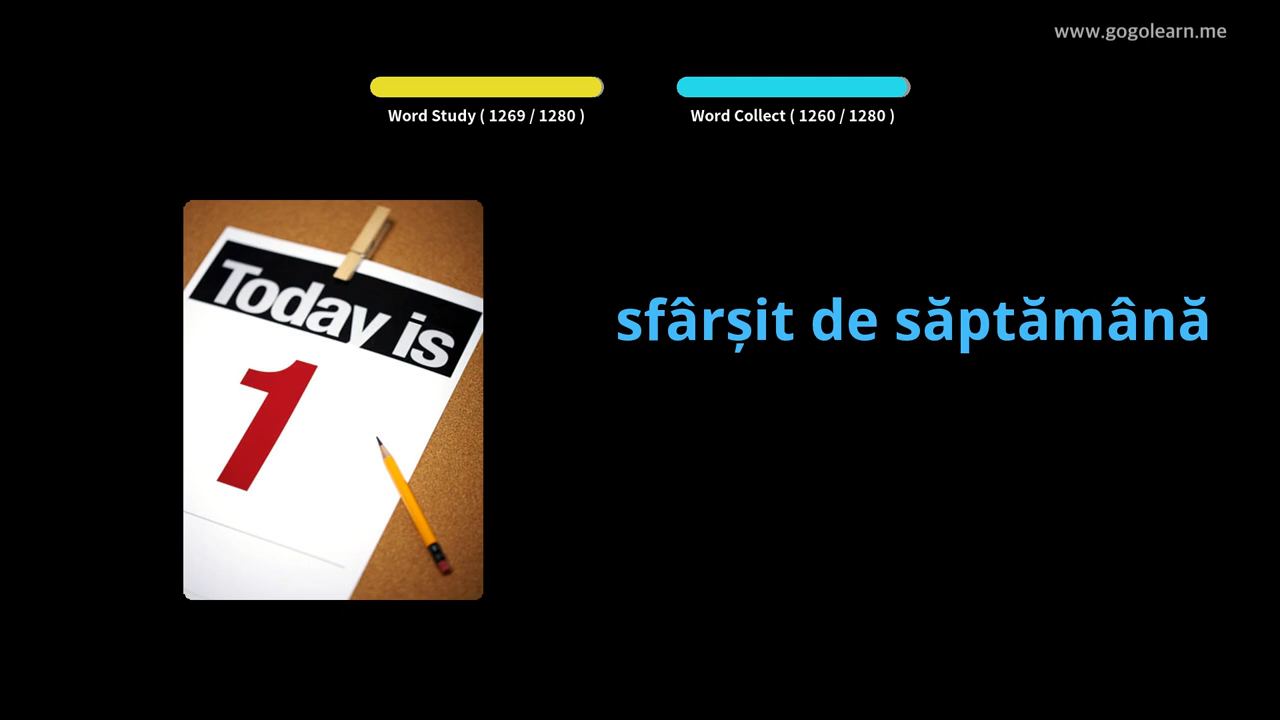 www.gogolearn.me
Word Study ( 1269 / 1280 )
Word Collect ( 1260 / 1280 )
Today is
1
sfârșit de săptămână